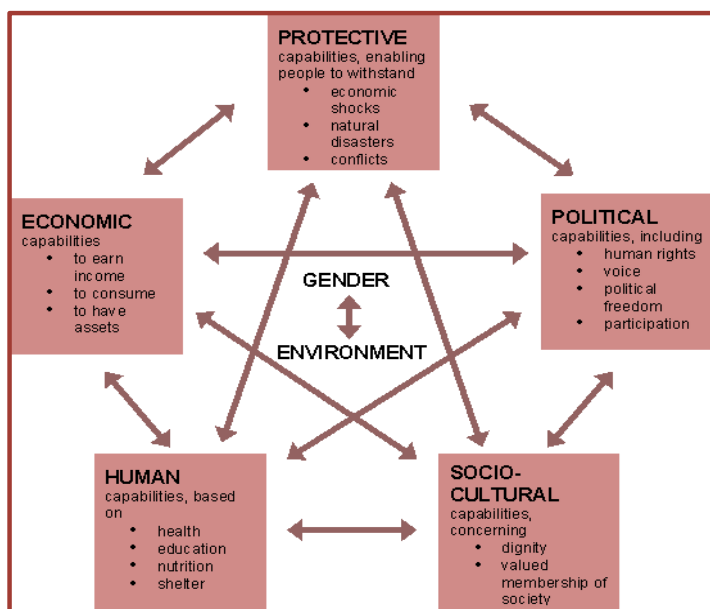 PROTECTIVE
capabilities, enabling
people to withstand
• economic
shocks
• natural
disasters
• conflicts
ECONOMIC
capabilities
• to earn
income
• to consume
• to have
assets
POLITICAL
capabilities, including
• human rights
• voice
• political
freedom
• participation
GENDER
ENVIRONMENT
HUMAN
capabilities, based
on
• health
• education
• nutrition
• shelter
SOCIO-
CULTURAL
capabilities,
concerning
• dignity
• valued
membership of
society